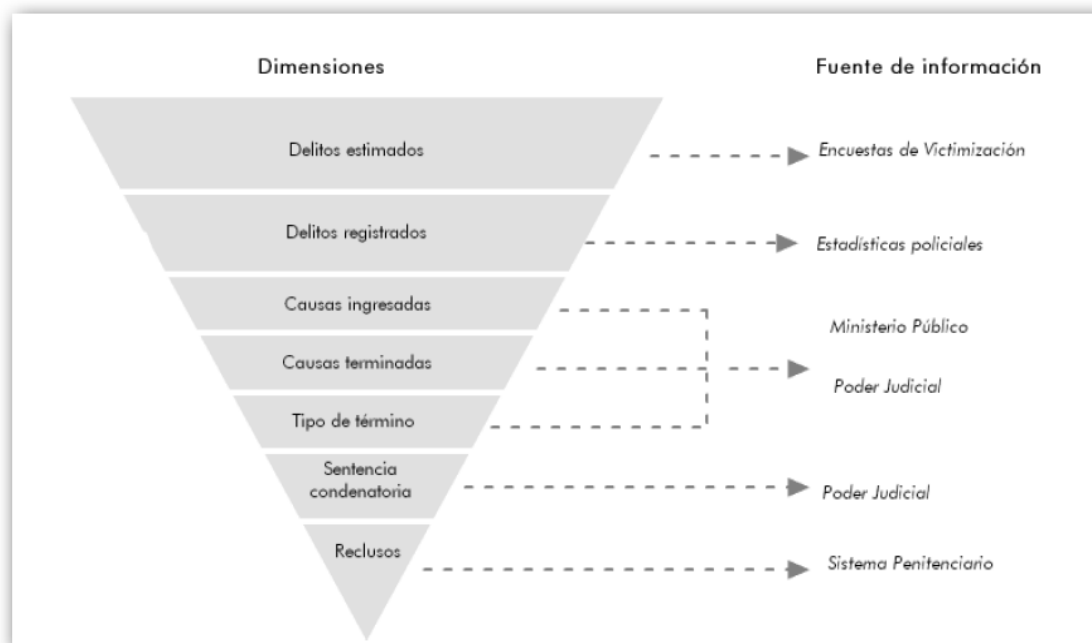 Dimensiones
Fuente de información
Delitos estimados
Encuestas de Victimización
Delitos registrados
Estadísticas policiales
Causas ingresadas
Ministerio Público
Causas terminadas
Poder Judicial
Tipo de término
Sentencia
condenatoria
Poder Judicial
Reclusos
Sistema Penitenciario